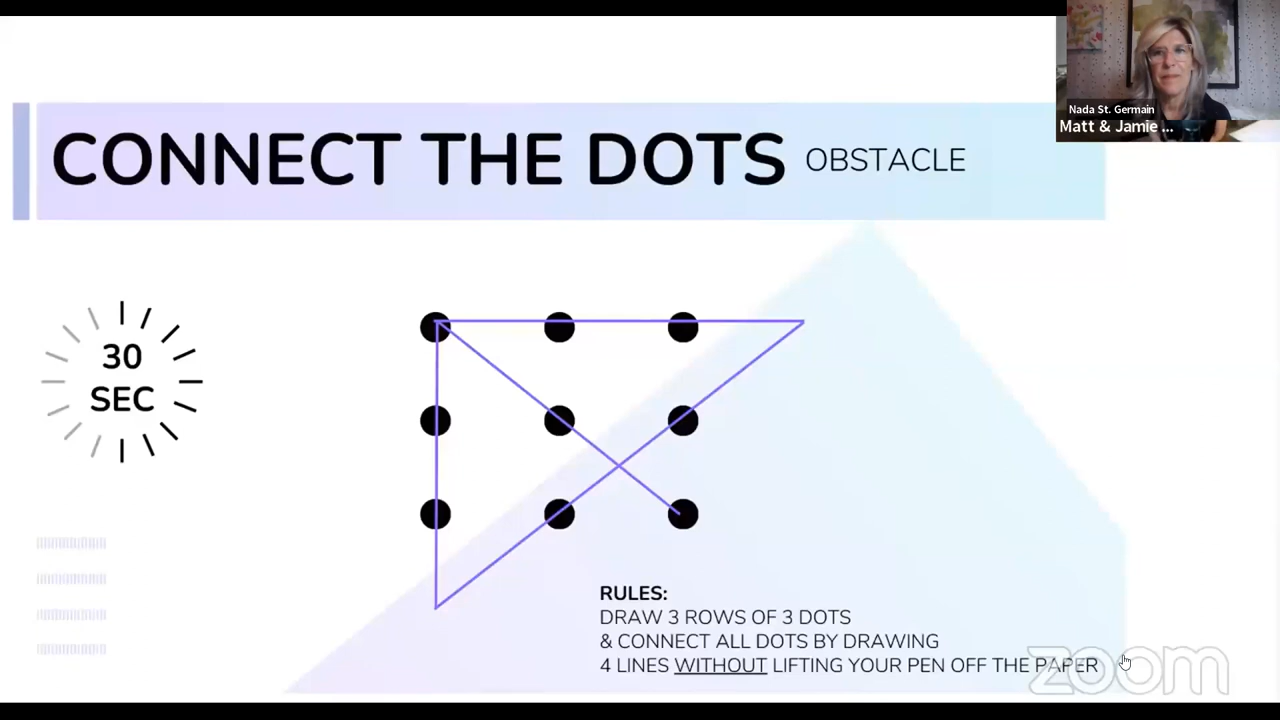 Nada St. Germain
Matt & Jamie ...
CONNECT THE DOTS OBSTACLE
30
SEC
RULES:
DRAW 3 ROWS OF 3 DOTS
& CONNECT ALL DOTS BY DRAWING
4 LINES WITHOUT LIFTING YOUR PEN OFF THE PAPER
zoom